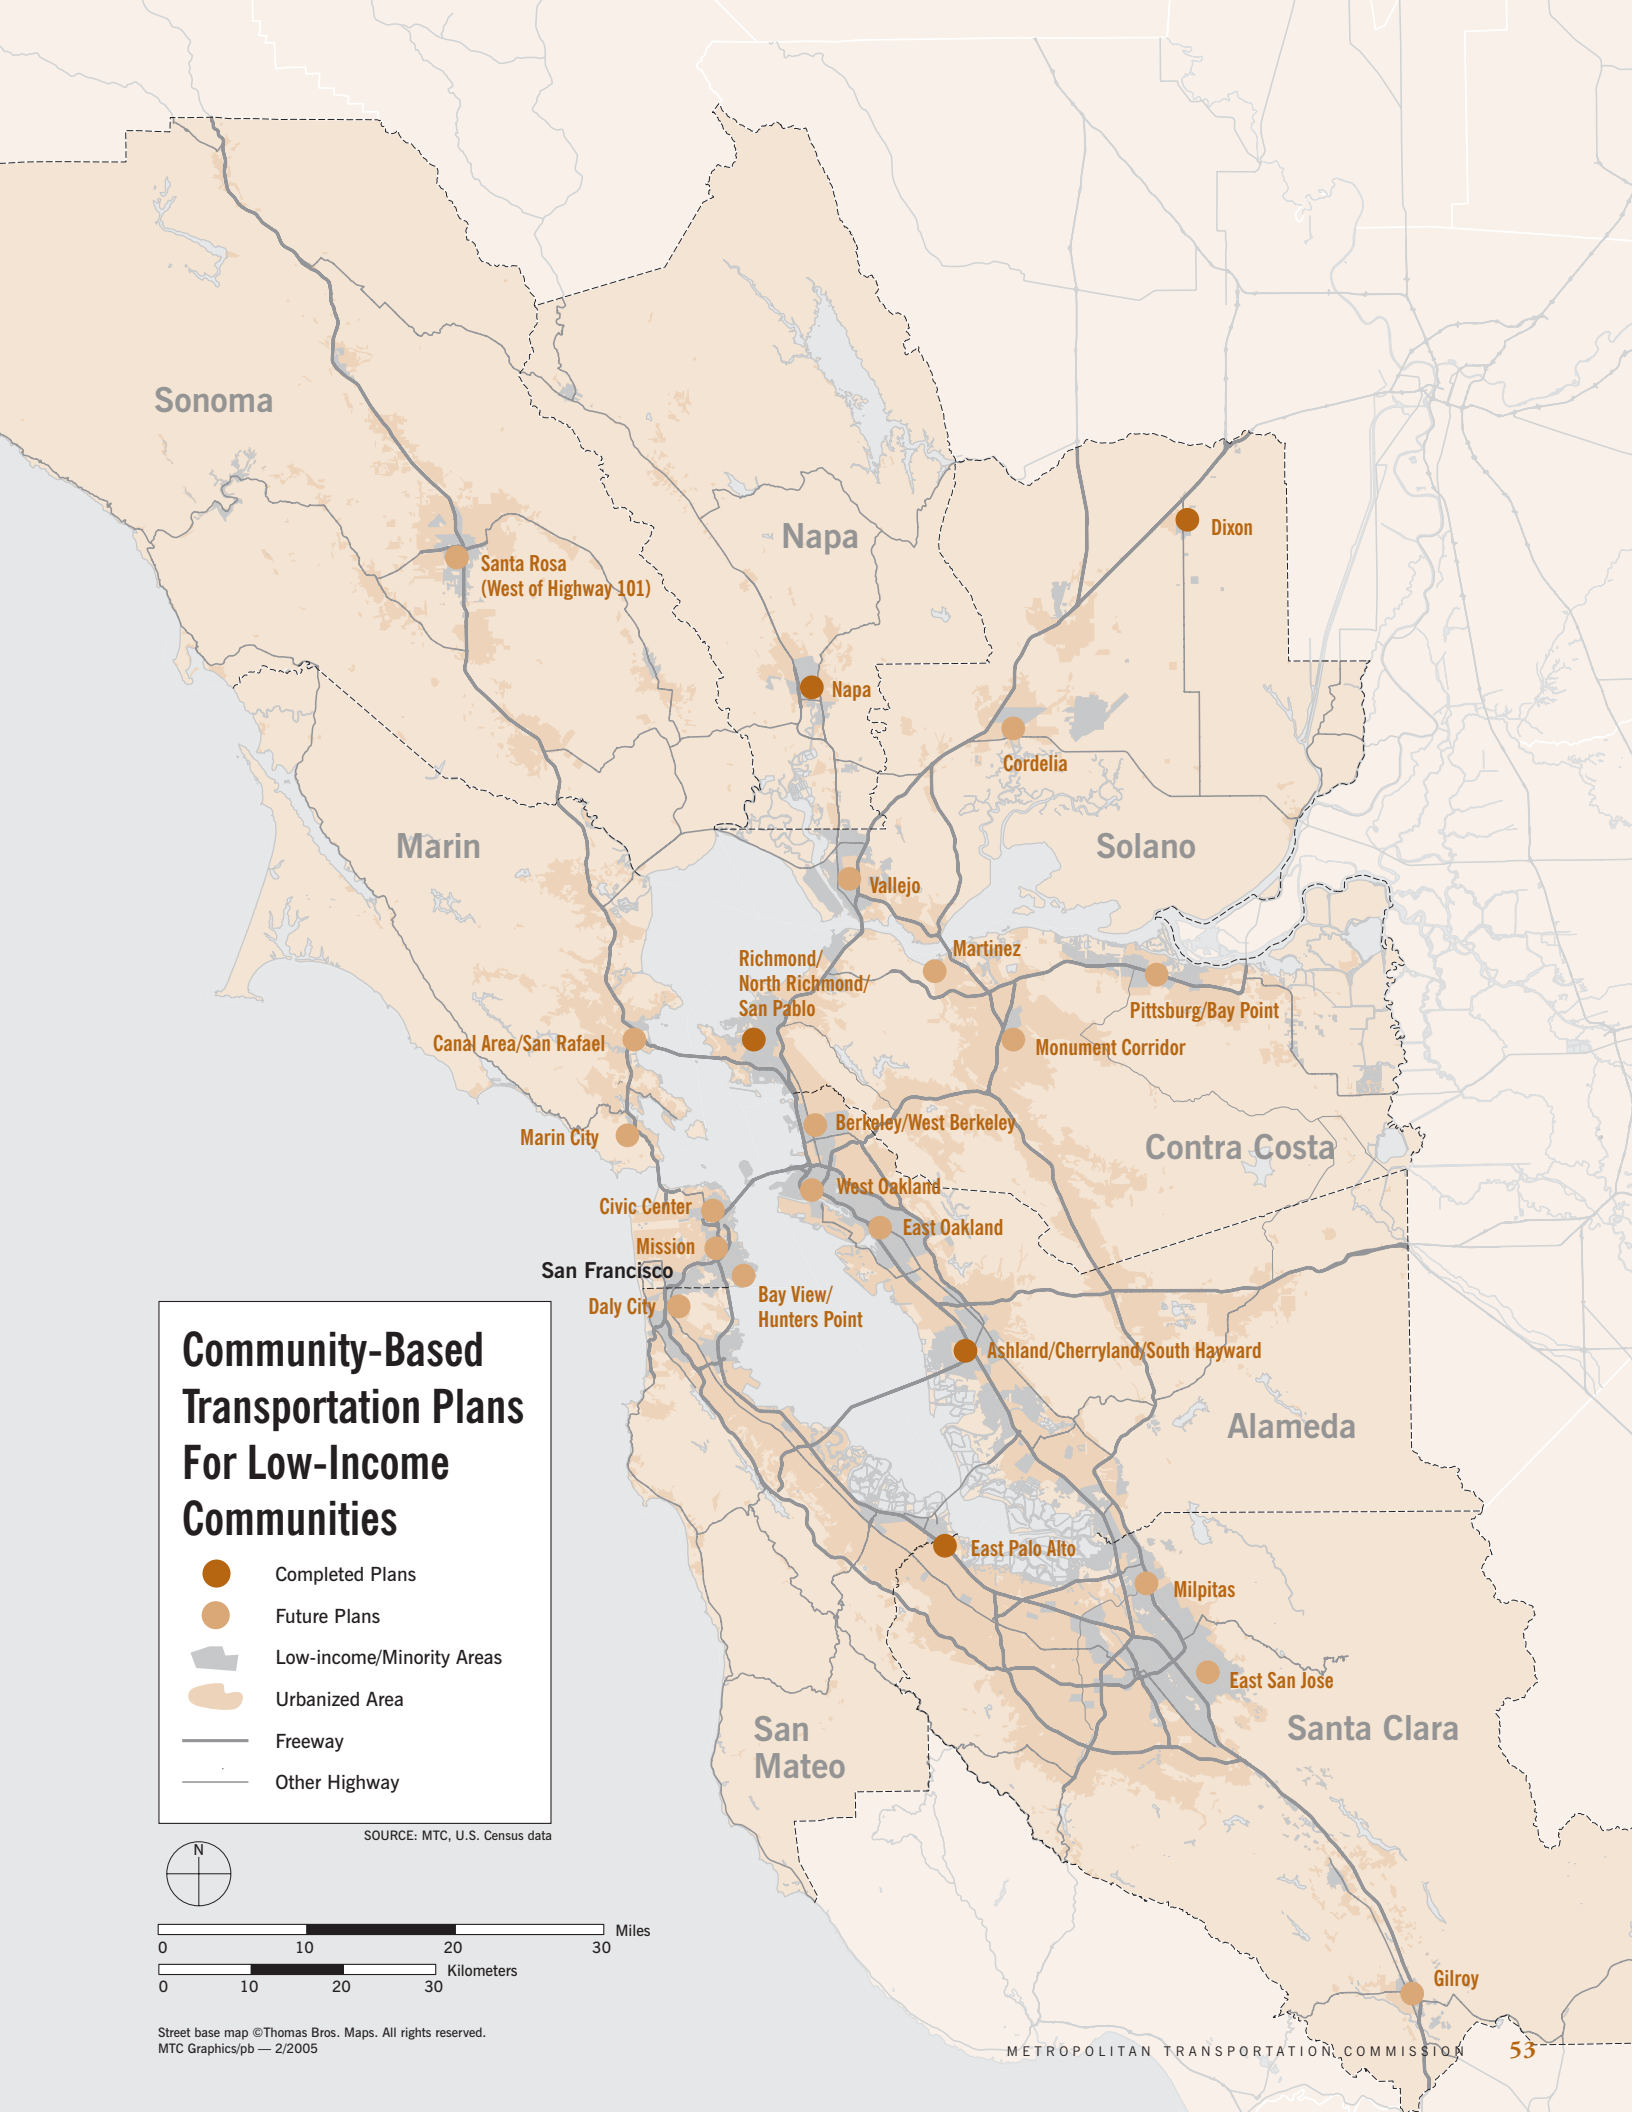 Sonoma
Napa
Dixon
Santa Rosa
(West of Highway 101)
Napa
Cordelia
Marin
Solano
Vallejo
Martinez
Richmond/
North Richmond/
San Pablo
Pittsburg/Bay Point
Canal Area/San Rafael
Monument Corridor
Berkeley/West Berkeley
Marin City
Contra Costa
West Oakland
Civic Center
East Oakland
Mission
San Francisco
Bay View/
Hunters Point
Daly City
Ashland/Cherryland/South Hayward
Alameda
East Palo Alto
Milpitas
East San Jose
Santa Clara
San
Mateo
Gilroy
Community-Based
Transportation Plans
For Low-Income
Communities
Completed Plans
Future Plans
Low-income/Minority Areas
Urbanized Area
Freeway
Other Highway
SOURCE: MTC, U.S. Census data
N
Miles
0 10 20 30
Kilometers
0 10 20 30
Street base map ©Thomas Bros. Maps. All rights reserved.
MTC Graphics/pb — 2/2005
METROPOLITAN TRANSPORTATION COMMISSION 53